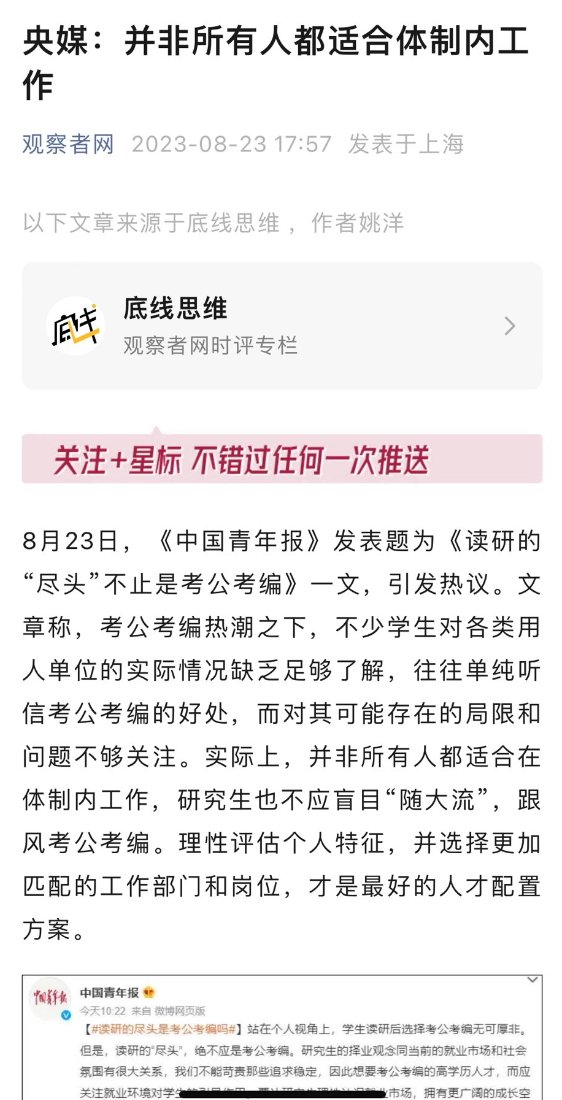 央媒：并非所有人都适合体制内工
作
观察者网 2023-08-23 17:57 发表于上海
以下文章来源于底线思维 ，作者姚洋
底线思维
观察者网时评专栏
关注+星标 不错过任何一次推送
8月23日，《中国青年报》发表题为《读研的
“尽头”不止是考公考编》一文，引发热议。文
章称，考公考编热潮之下，不少学生对各类用
人单位的实际情况缺乏足够了解，往往单纯听
信考公考编的好处，而对其可能存在的局限和
问题不够关注。实际上，并非所有人都适合在
体制内工作，研究生也不应盲目“随大流”，跟
风考公考编。理性评估个人特征，并选择更加
匹配的工作部门和岗位，才是最好的人才配置
方案。
中国青年报
今天10:22 来自 微博网页版
【#读研的尽头是考公考编吗#】站在个人视角上，学生读研后选择考公考编无可厚非。
但是，读研的“尽头”，绝不应是考公考编。研究生的择业观念同当前的就业市场和社会
氛围有很大关系，我们不能苛责那些追求稳定，因此想要考公考编的高学历人才，而应
关注就业环境对学生的引导作用，市场，拥有更广阔的成长空